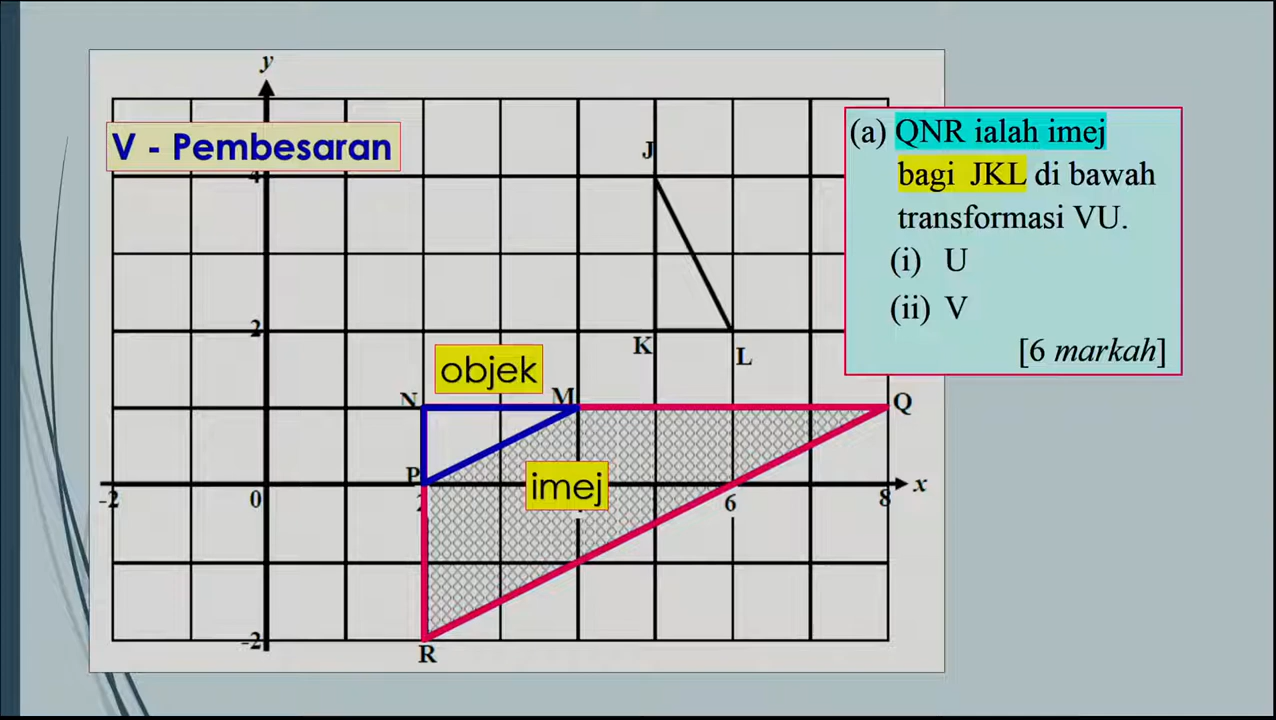 y
V - Pembesaran
4
J
2
K
L
objek
N
M
Q
P
imej
-2
0
6
8
x
-2
R
(a) QNR ialah imej
bagi JKL di bawah
transformasi VU.
(i) U
(ii) V
[6 markah]